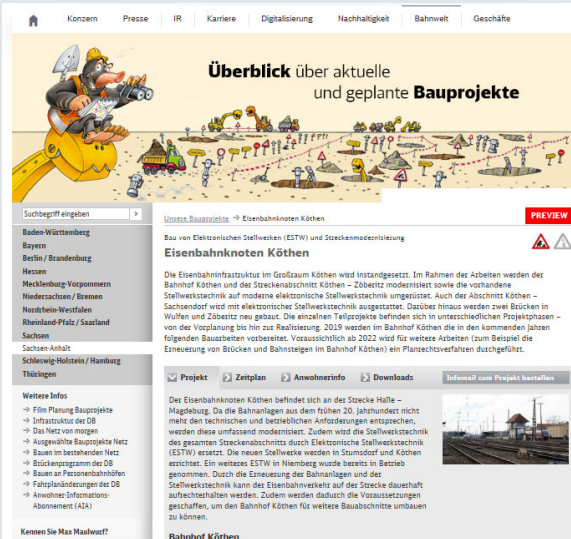 Konzern Presse IR Karriere Digitalisierung Nachhaltigkeit Bahnwelt Geschäfte
Überblick über aktuelle
und geplante Bauprojekte
Suchbegriff eingeben
Baden-Württemberg
Bayern
Berlin / Brandenburg
Hessen
Mecklenburg-Vorpommern
Niedersachsen / Bremen
Nordrhein-Westfalen
Rheinland-Pfalz / Saarland
Sachsen
Sachsen-Anhalt
Schleswig-Holstein / Hamburg
Thüringen
Weitere Infos
→ Film Planung Bauprojekte
→ Infrastruktur der DB
→ Das Netz von morgen
→ Ausgewählte Bauprojekte Netz
→ Bauen im bestehenden Netz
→ Brückenprogramm der DB
→ Bauen an Personenbahnhöfen
→ Fahrplanänderungen der DB
→ Anwohner-Informations-
Abonnement (AIA)
Kennen Sie Max Maulwurf?
Unsere Bauprojekte → Eisenbahnknoten Köthen
PREVIEW
Bau von Elektronischen Stellwerken (ESTW) und Streckenmodernisierung
Eisenbahnknoten Köthen
Die Eisenbahninfrastruktur im Großraum Köthen wird instandgesetzt. Im Rahmen der Arbeiten werden der
Bahnhof Köthen und der Streckenabschnitt Köthen – Zöberitz modernisiert sowie die vorhandene
Stellwerkstechnik auf moderne elektronische Stellwerkstechnik umgerüstet. Auch der Abschnitt Köthen –
Sachsendorf wird mit elektronischer Stellwerkstechnik ausgestattet. Darüber hinaus werden zwei Brücken in
Wulfen und Zöberitz neu gebaut. Die einzelnen Teilprojekte befinden sich in unterschiedlichen Projektphasen –
von der Vorplanung bis hin zur Realisierung. 2019 werden im Bahnhof Köthen die in den kommenden Jahren
folgenden Bauarbeiten vorbereitet. Voraussichtlich ab 2022 wird für weitere Arbeiten (zum Beispiel die
Erneuerung von Brücken und Bahnsteigen im Bahnhof Köthen) ein Planrechtsverfahren durchgeführt.
Projekt Zeitplan Anwohnerinfo Downloads Infomail zum Projekt bestellen
Der Eisenbahnknoten Köthen befindet sich an der Strecke Halle –
Magdeburg. Da die Bahnanlagen aus dem frühen 20. Jahrhundert nicht
mehr den technischen und betrieblichen Anforderungen entsprechen,
werden diese umfassend modernisiert. Zudem wird die Stellwerkstechnik
des gesamten Streckenabschnitts durch Elektronische Stellwerkstechnik
(ESTW) ersetzt. Die neuen Stellwerke werden in Stumsdorf und Köthen
errichtet. Ein weiteres ESTW in Niemberg wurde bereits in Betrieb
genommen. Durch die Erneuerung der Bahnanlagen und der
Stellwerkstechnik kann der Eisenbahnverkehr auf der Strecke dauerhaft
aufrechterhalten werden. Zudem werden dadurch die Voraussetzungen
geschaffen, um den Bahnhof Köthen für weitere Bauabschnitte umbauen
zu können.
Bahnhof Köthen